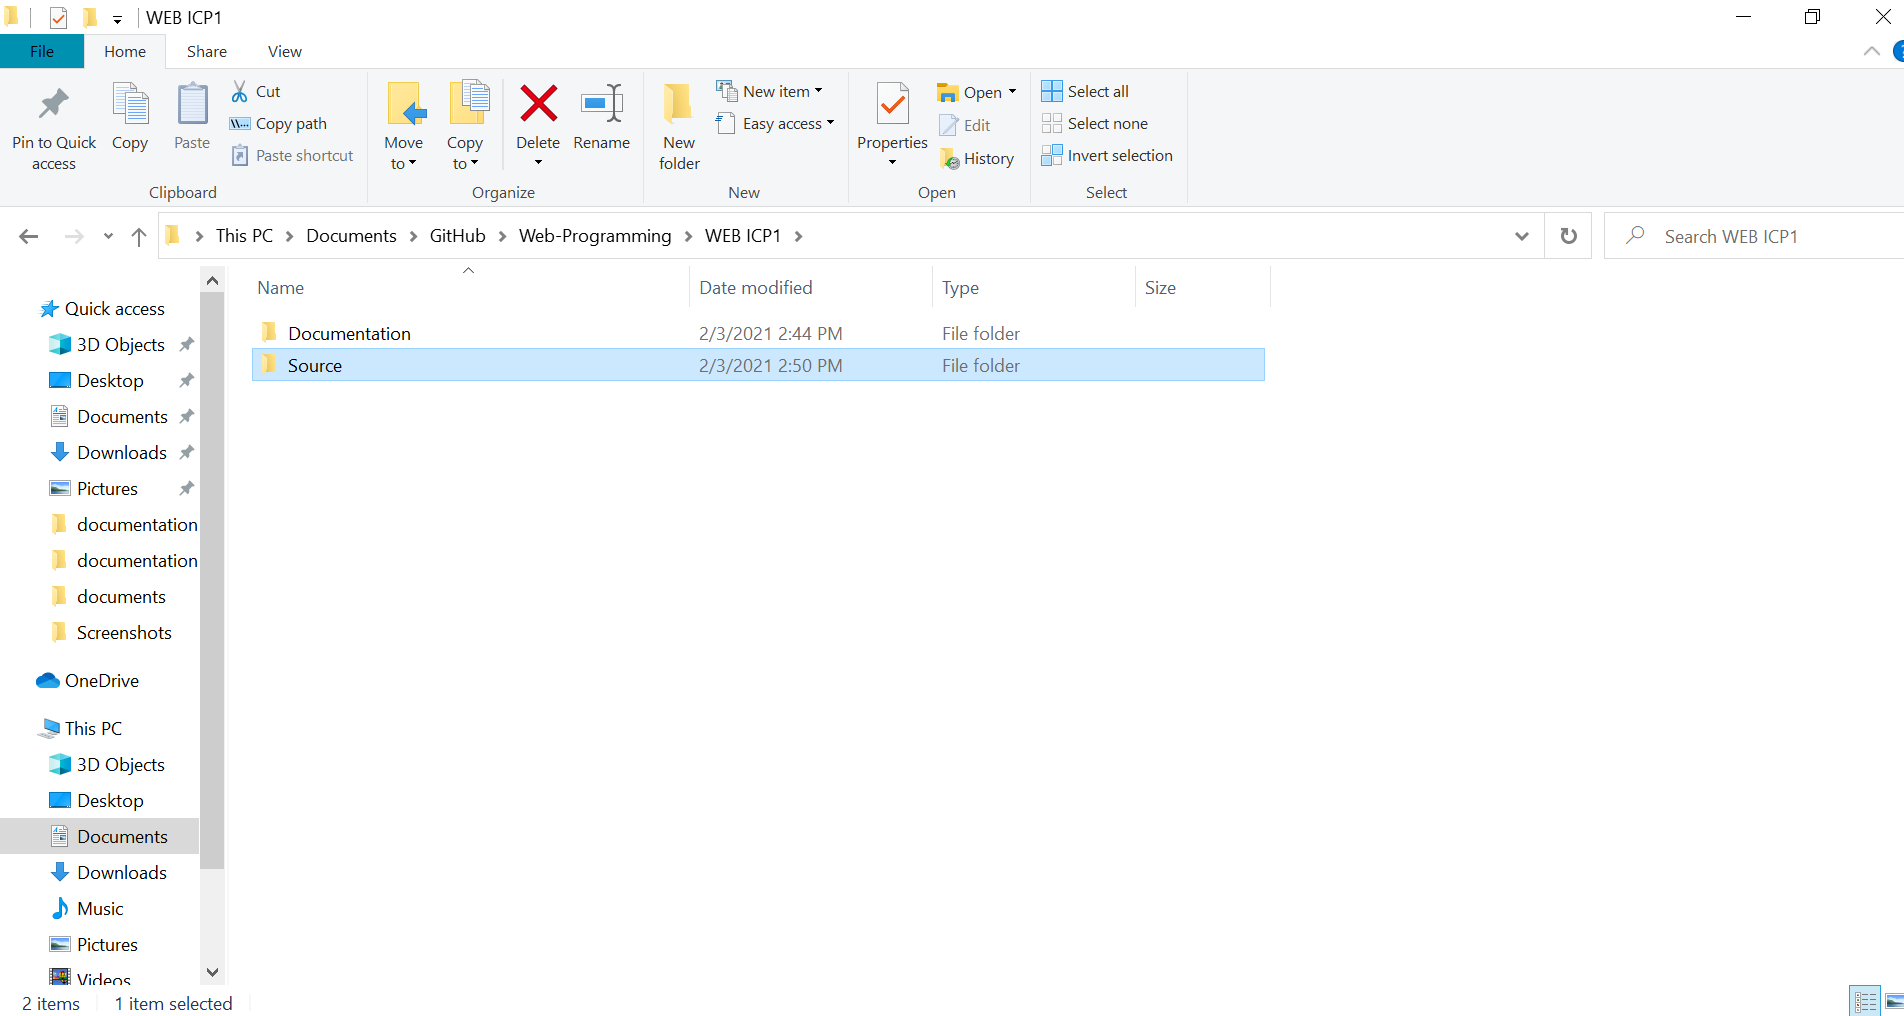 WEB ICP1
File Home Share View
Pin to Quick access
Copy
Paste
Cut
Copy path
Paste shortcut
Clipboard
Move to
Copy to
Delete
Rename
Organize
New folder
New item
Easy access
New
Properties
Open
Edit
History
Open
Select all
Select none
Invert selection
Select
This PC > Documents > GitHub > Web-Programming > WEB ICP1 >
Search WEB ICP1
Name Date modified Type Size
Documentation 2/3/2021 2:44 PM File folder
Source 2/3/2021 2:50 PM File folder
Quick access
3D Objects
Desktop
Documents
Downloads
Pictures
documentation
documentation
documents
Screenshots
OneDrive
This PC
3D Objects
Desktop
Documents
Downloads
Music
Pictures
Videos
2 items 1 item selected